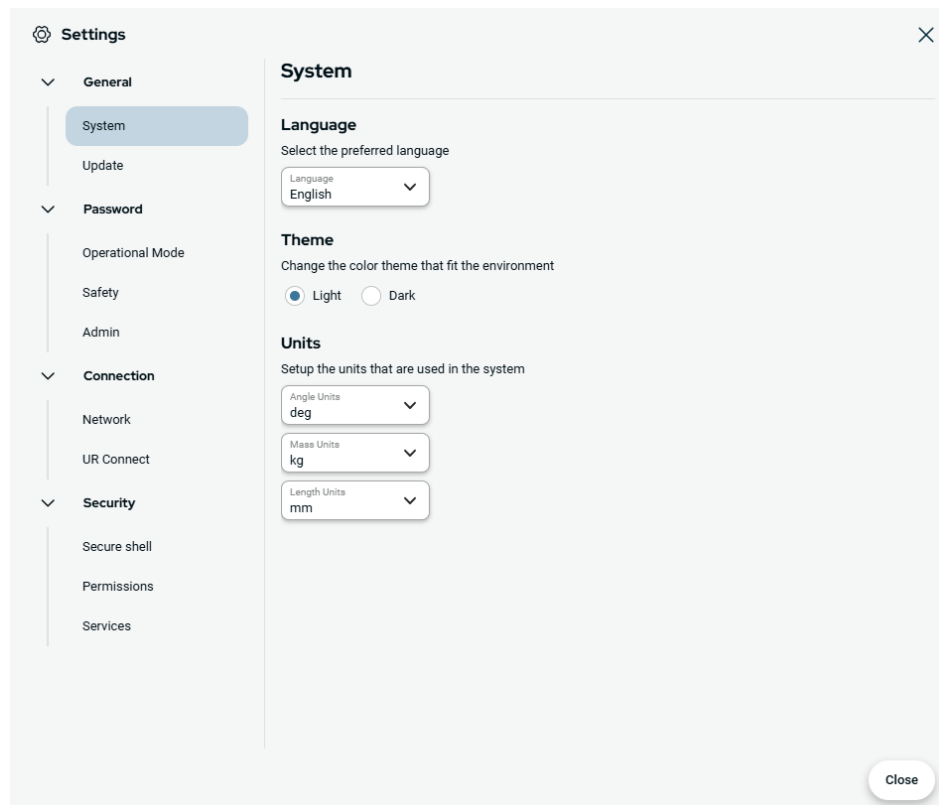 Settings
General
System
Update
Password
Operational Mode
Safety
Admin
Connection
Network
UR Connect
Security
Secure shell
Permissions
Services
System
Language
Select the preferred language
Language
English
Theme
Change the color theme that fit the environment
Light Dark
Units
Setup the units that are used in the system
Angle Units
deg
Mass Units
kg
Length Units
mm
Close